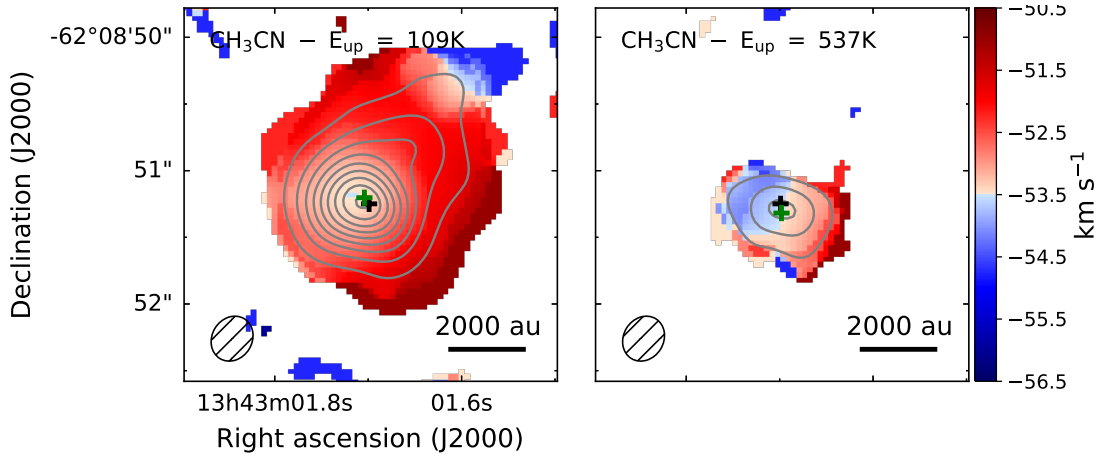 CH₃CN − E_up = 109K
CH₃CN − E_up = 537K
-62°08'50"
51"
52"
Declination (J2000)
2000 au
2000 au
13h43m01.8s
01.6s
Right ascension (J2000)
−50.5
−51.5
−52.5
−53.5
−54.5
−55.5
−56.5
km s⁻¹